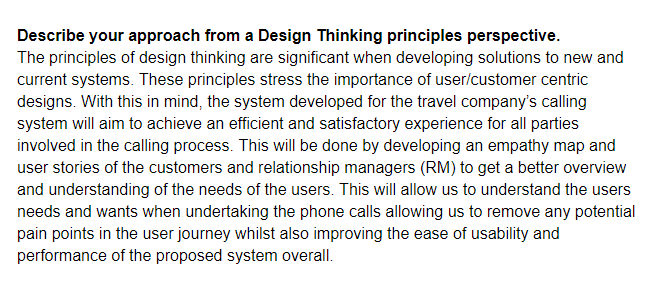 Describe your approach from a Design Thinking principles perspective.
The principles of design thinking are significant when developing solutions to new and
current systems. These principles stress the importance of user/customer centric
designs. With this in mind, the system developed for the travel company's calling
system will aim to achieve an efficient and satisfactory experience for all parties
involved in the calling process. This will be done by developing an empathy map and
user stories of the customers and relationship managers (RM) to get a better overview
and understanding of the needs of the users. This will allow us to understand the users
needs and wants when undertaking the phone calls allowing us to remove any potential
pain points in the user journey whilst also improving the ease of usability and
performance of the proposed system overall.